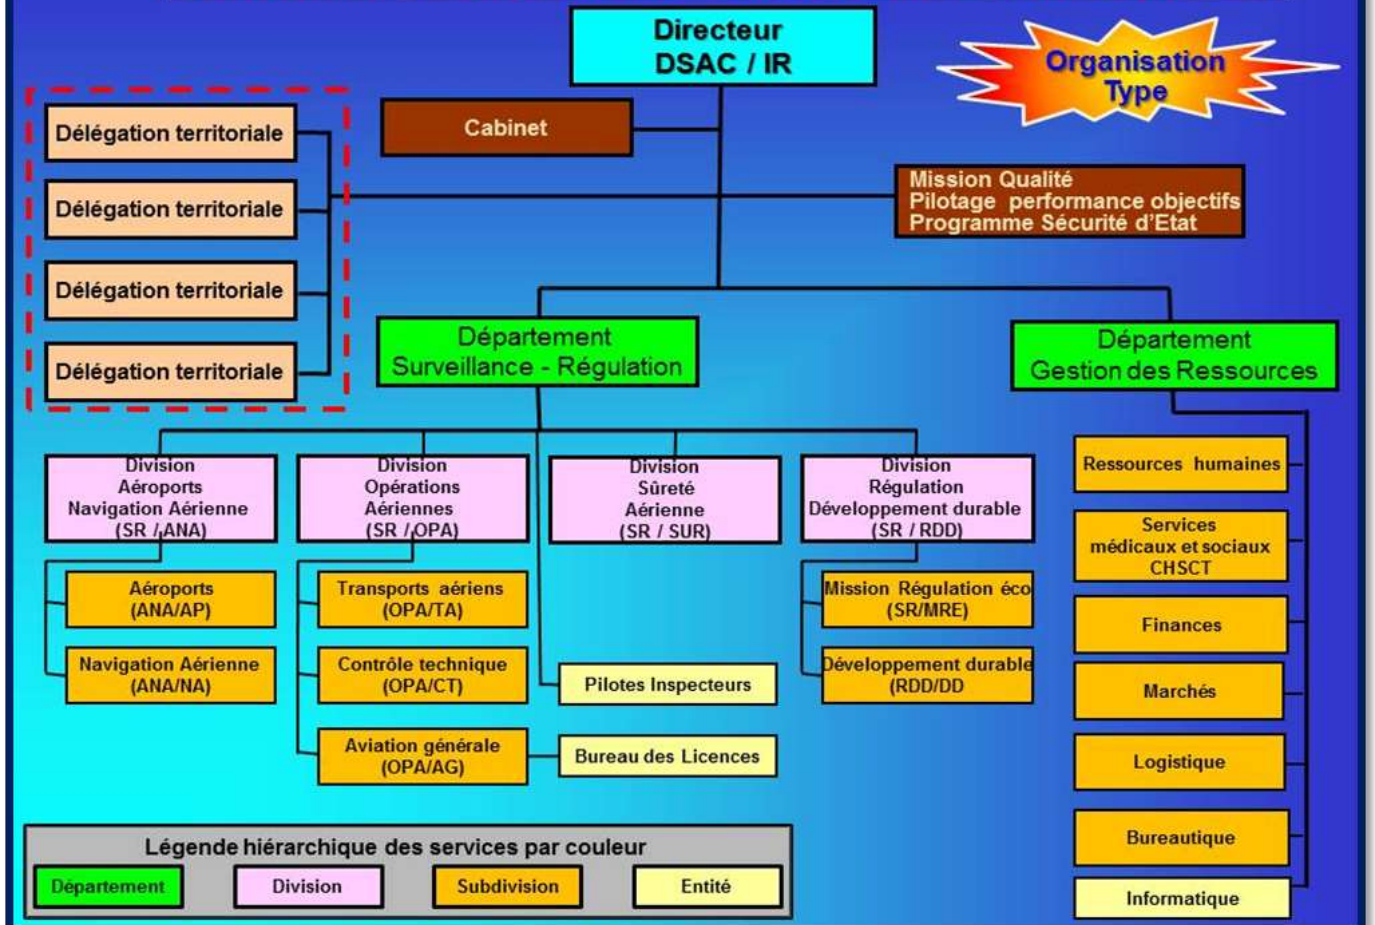 Directeur
DSAC / IR
Organisation
Type
Cabinet
Délégation territoriale
Délégation territoriale
Délégation territoriale
Délégation territoriale
Mission Qualité
Pilotage performance objectifs
Programme Sécurité d'Etat
Département
Surveillance - Régulation
Département
Gestion des Ressources
Division
Aéroports
Navigation Aérienne
(SR / ANA)
Division
Opérations
Aériennes
(SR / OPA)
Division
Sûreté
Aérienne
(SR / SUR)
Division
Régulation
Développement durable
(SR / RDD)
Aéroports
(ANA/AP)
Navigation Aérienne
(ANA/NA)
Transports aériens
(OPA/TA)
Contrôle technique
(OPA/CT)
Aviation générale
(OPA/AG)
Pilotes Inspecteurs
Bureau des Licences
Mission Régulation éco
(SR/MRE)
Développement durable
(RDD/DD
Ressources humaines
Services
médicaux et sociaux
CHSCT
Finances
Marchés
Logistique
Bureautique
Informatique
Légende hiérarchique des services par couleur
Département
Division
Subdivision
Entité